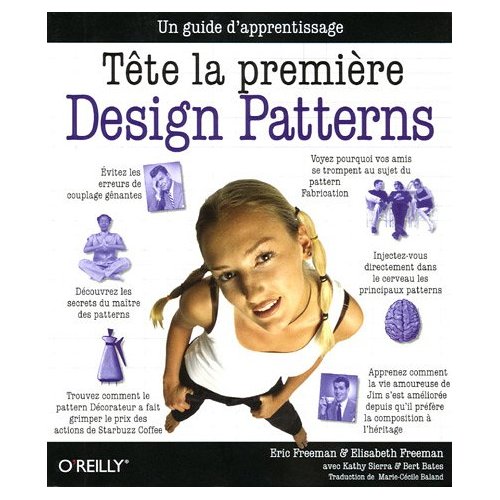 Un guide d'apprentissage
Tête la première
Design Patterns
Évitez les
erreurs de
couplage gênantes
Voyez pourquoi vos amis
se trompent au sujet du
pattern
Fabrication
Découvrez les
secrets du maître
des patterns
Injectez-vous
directement dans
le cerveau les
principaux patterns
Trouvez comment le
pattern Décorateur a fait
grimper le prix des
actions de Starbuzz Coffee
Apprenez comment
la vie amoureuse de
Jim s'est améliorée
depuis qu'il préfère
la composition à
l'héritage
Eric Freeman & Elisabeth Freeman
avec Kathy Sierra & Bert Bates
Traduction de Marie-Cécile Baland
O'REILLY®